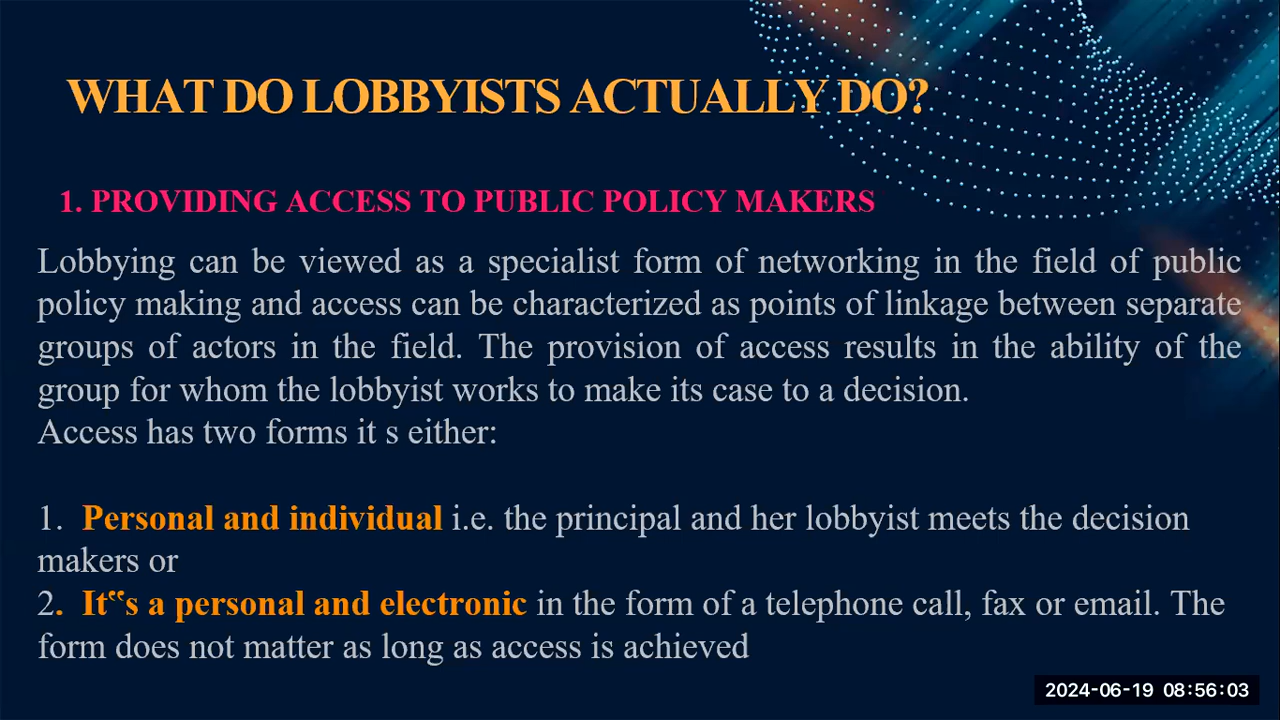 WHAT DO LOBBYISTS ACTUALLY DO?
1. PROVIDING ACCESS TO PUBLIC POLICY MAKERS
Lobbying can be viewed as a specialist form of networking in the field of public
policy making and access can be characterized as points of linkage between separate
groups of actors in the field. The provision of access results in the ability of the
group for whom the lobbyist works to make its case to a decision.
Access has two forms it s either:
1. Personal and individual i.e. the principal and her lobbyist meets the decision
makers or
2. It‟s a personal and electronic in the form of a telephone call, fax or email. The
form does not matter as long as access is achieved
2024-06-19 08:56:03